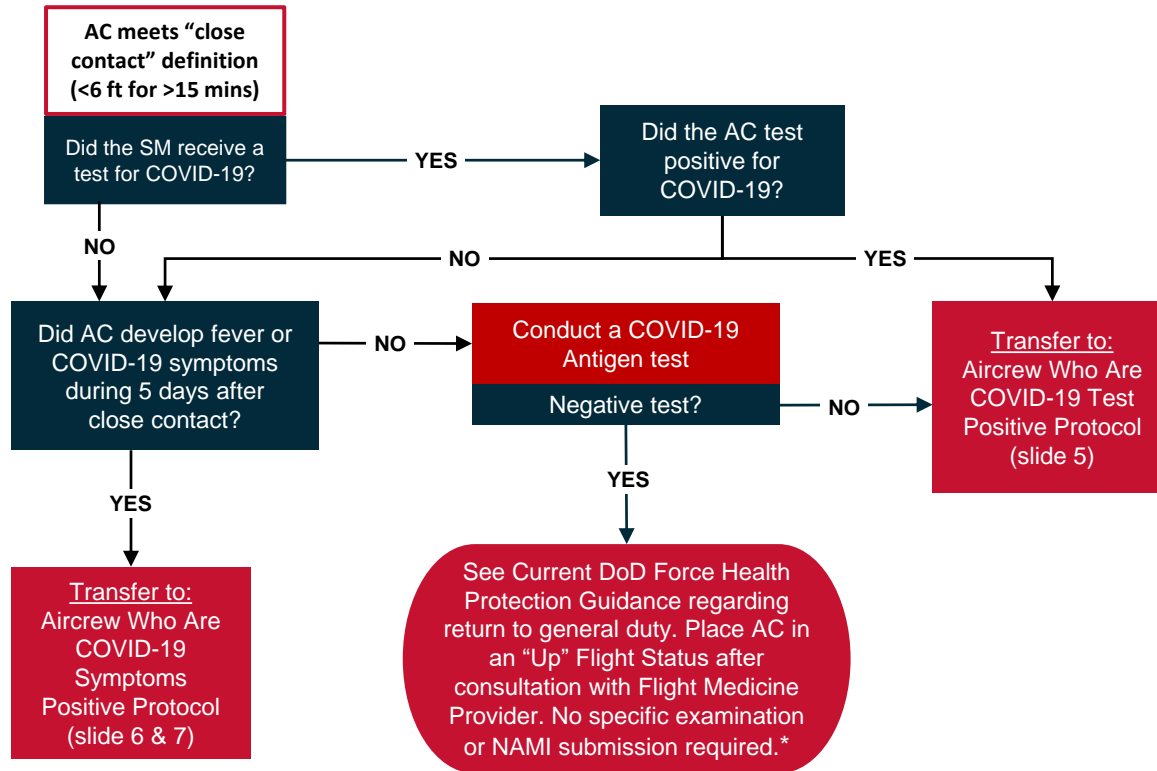 AC meets “close
contact” definition
(<6 ft for >15 mins)
Did the SM receive a
test for COVID-19?
YES
Did the AC test
positive for
COVID-19?
NO
NO
YES
Did AC develop fever or
COVID-19 symptoms
during 5 days after
close contact?
NO
Conduct a COVID-19
Antigen test
Negative test?
NO
Transfer to:
Aircrew Who Are
COVID-19 Test
Positive Protocol
(slide 5)
YES
YES
Transfer to:
Aircrew Who Are
COVID-19
Symptoms
Positive Protocol
(slide 6 & 7)
See Current DoD Force Health
Protection Guidance regarding
return to general duty. Place AC in
an “Up” Flight Status after
consultation with Flight Medicine
Provider. No specific examination
or NAMI submission required.*